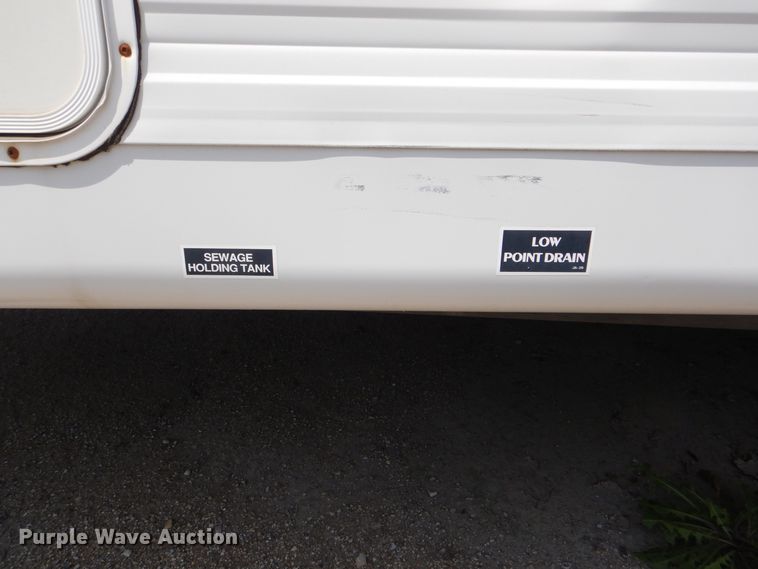 SEWAGE
HOLDING TANK
LOW
POINT DRAIN
Purple Wave Auction